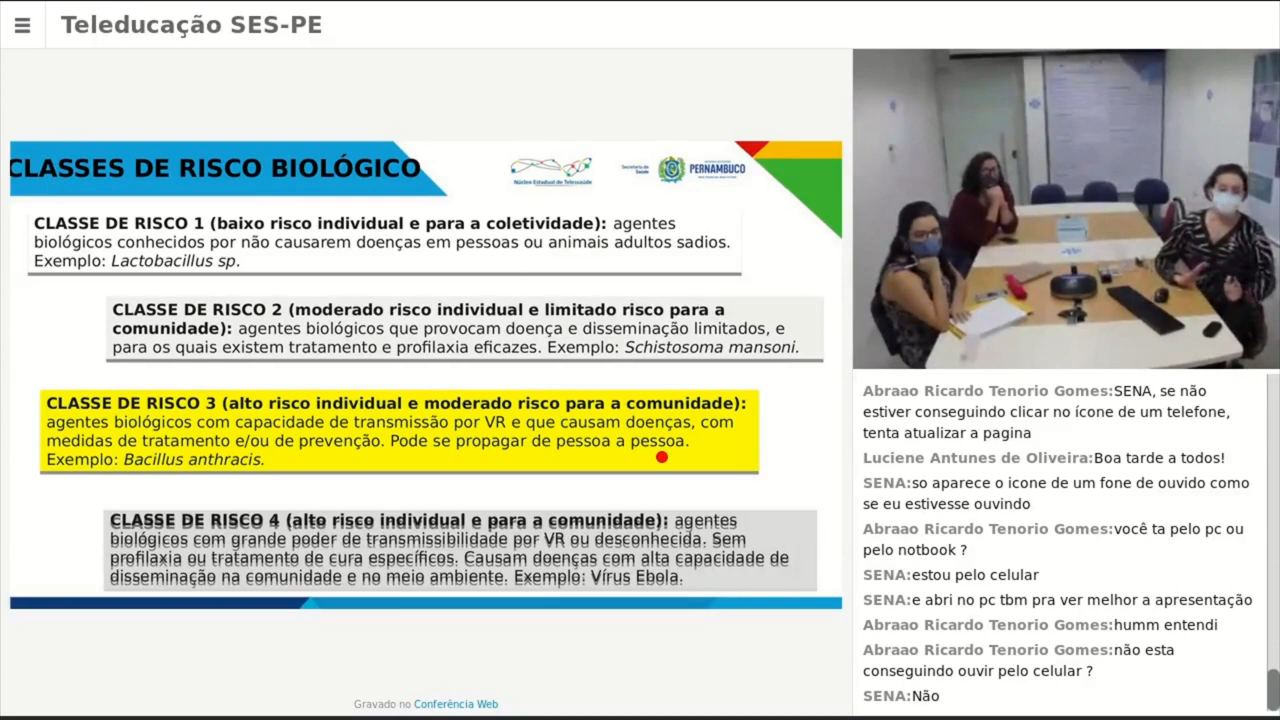 Teleducação SES-PE
CLASSES DE RISCO BIOLÓGICO
Núcleo Estadual de Telessaúde
Secretaria de
Saúde
PERNAMBUCO
CLASSE DE RISCO 1 (baixo risco individual e para a coletividade): agentes
biológicos conhecidos por não causarem doenças em pessoas ou animais adultos sadios.
Exemplo: Lactobacillus sp.
CLASSE DE RISCO 2 (moderado risco individual e limitado risco para a
comunidade): agentes biológicos que provocam doença e disseminação limitados, e
para os quais existem tratamento e profilaxia eficazes. Exemplo: Schistosoma mansoni.
CLASSE DE RISCO 3 (alto risco individual e moderado risco para a comunidade):
agentes biológicos com capacidade de transmissão por VR e que causam doenças, com
medidas de tratamento e/ou de prevenção. Pode se propagar de pessoa a pessoa.
Exemplo: Bacillus anthracis.
CLASSE DE RISCO 4 (alto risco individual e para a comunidade): agentes
biológicos com grande poder de transmissibilidade por VR ou desconhecida. Sem
profilaxia ou tratamento de cura específicos. Causam doenças com alta capacidade de
disseminação na comunidade e no meio ambiente. Exemplo: Vírus Ebola.
Gravado no Conferência Web
Abraao Ricardo Tenorio Gomes:SENA, se não
estiver conseguindo clicar no ícone de um telefone,
tenta atualizar a pagina
Luciene Antunes de Oliveira:Boa tarde a todos!
SENA:so aparece o icone de um fone de ouvido como
se eu estivesse ouvindo
Abraao Ricardo Tenorio Gomes:você ta pelo pc ou
pelo notbook ?
SENA:estou pelo celular
SENA:e abri no pc tbm pra ver melhor a apresentação
Abraao Ricardo Tenorio Gomes:humm entendi
Abraao Ricardo Tenorio Gomes:não esta
conseguindo ouvir pelo celular ?
SENA:Não